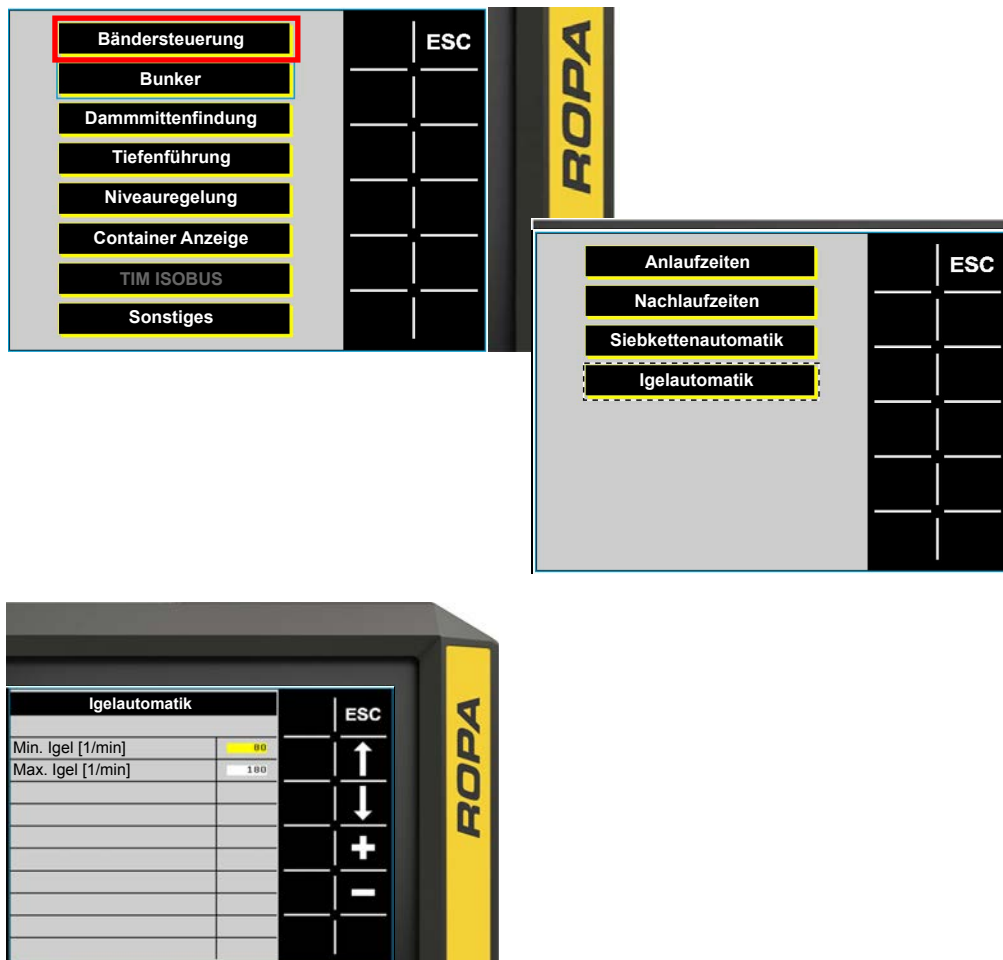 Bändersteuerung
ESC
Bunker
Dammmittenfindung
Tiefenführung
Niveauregelung
Container Anzeige
TIM ISOBUS
Sonstiges
ROPA
Anlaufzeiten
ESC
Nachlaufzeiten
Siebkettenautomatik
Igelautomatik
Igelautomatik
ESC
Min. Igel [1/min] 80
Max. Igel [1/min] 180
ROPA